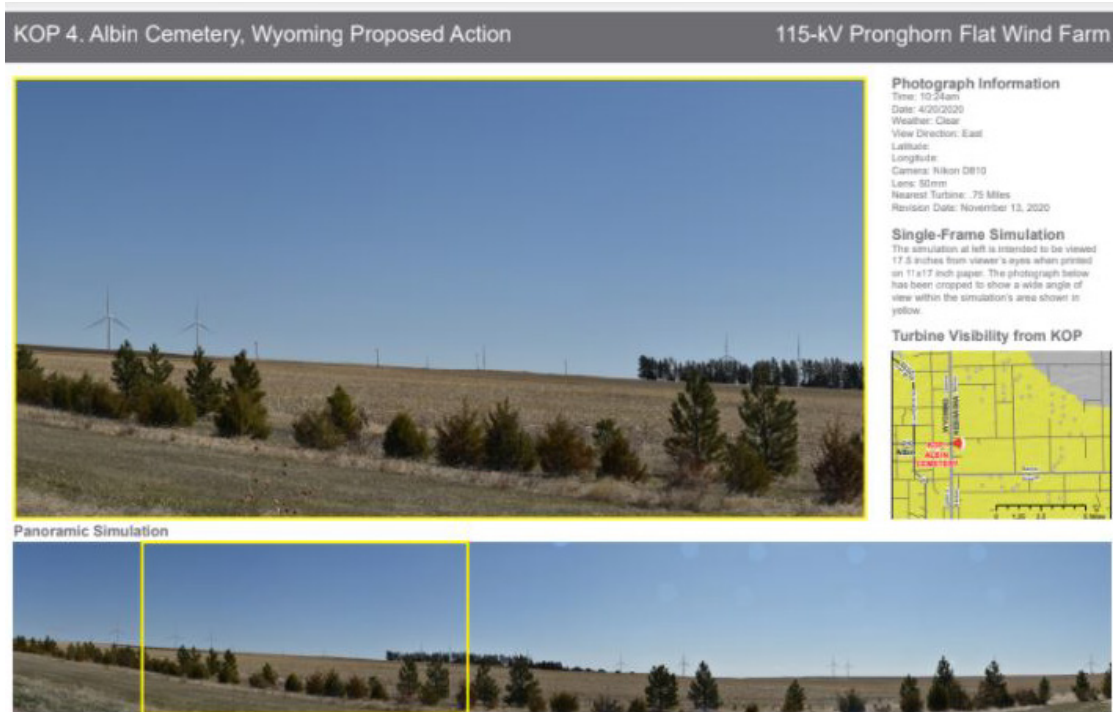 KOP 4. Albin Cemetery, Wyoming Proposed Action
115-kV Pronghorn Flat Wind Farm
Photograph Information
Time: 10:24am
Date: 4/20/2020
Weather: Clear
View Direction: East
Latitude:
Longitude:
Camera: Nikon D810
Lens: 50mm
Nearest Turbine: .75 Miles
Revision Date: November 13, 2020
Single-Frame Simulation
The simulation at left is intended to be viewed
17.5 inches from viewer's eyes when printed
on 11x17 inch paper. The photograph below
has been cropped to show a wide angle of
view within the simulation's area shown in
yellow.
Turbine Visibility from KOP
WYOMING
NEBRASKA
ALBIN
CEMETERY
Panoramic Simulation